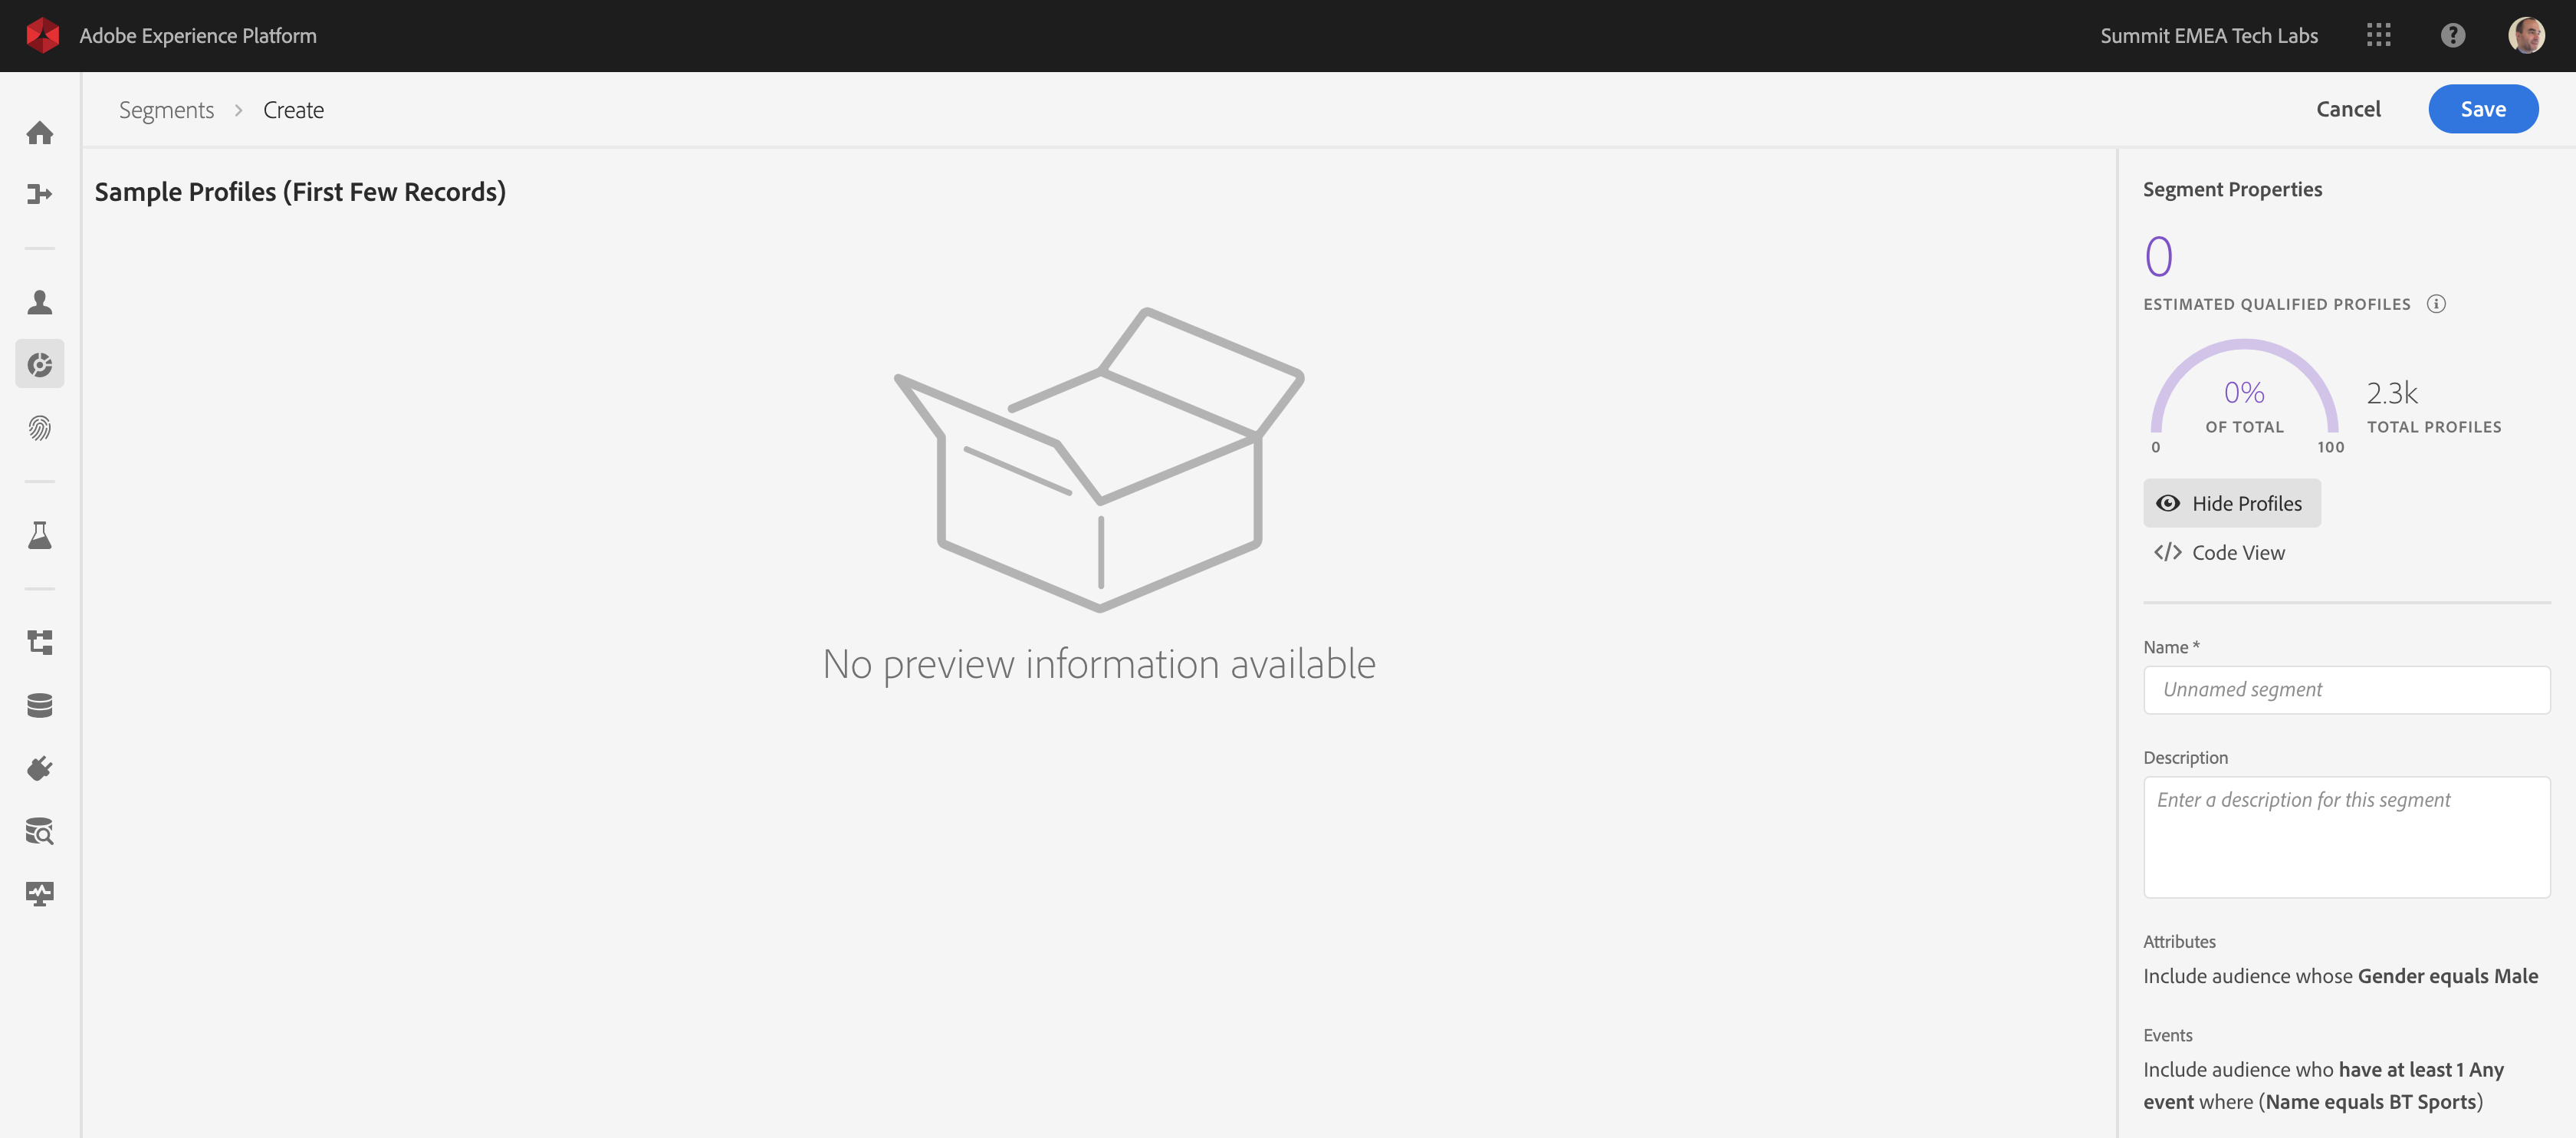 Adobe Experience Platform
Summit EMEA Tech Labs
Segments > Create
Cancel
Save
Sample Profiles (First Few Records)
No preview information available
Segment Properties
0
ESTIMATED QUALIFIED PROFILES
0%
OF TOTAL
0
100
2.3k
TOTAL PROFILES
Hide Profiles
</> Code View
Name *
Unnamed segment
Description
Enter a description for this segment
Attributes
Include audience whose Gender equals Male
Events
Include audience who have at least 1 Any
event where (Name equals BT Sports)